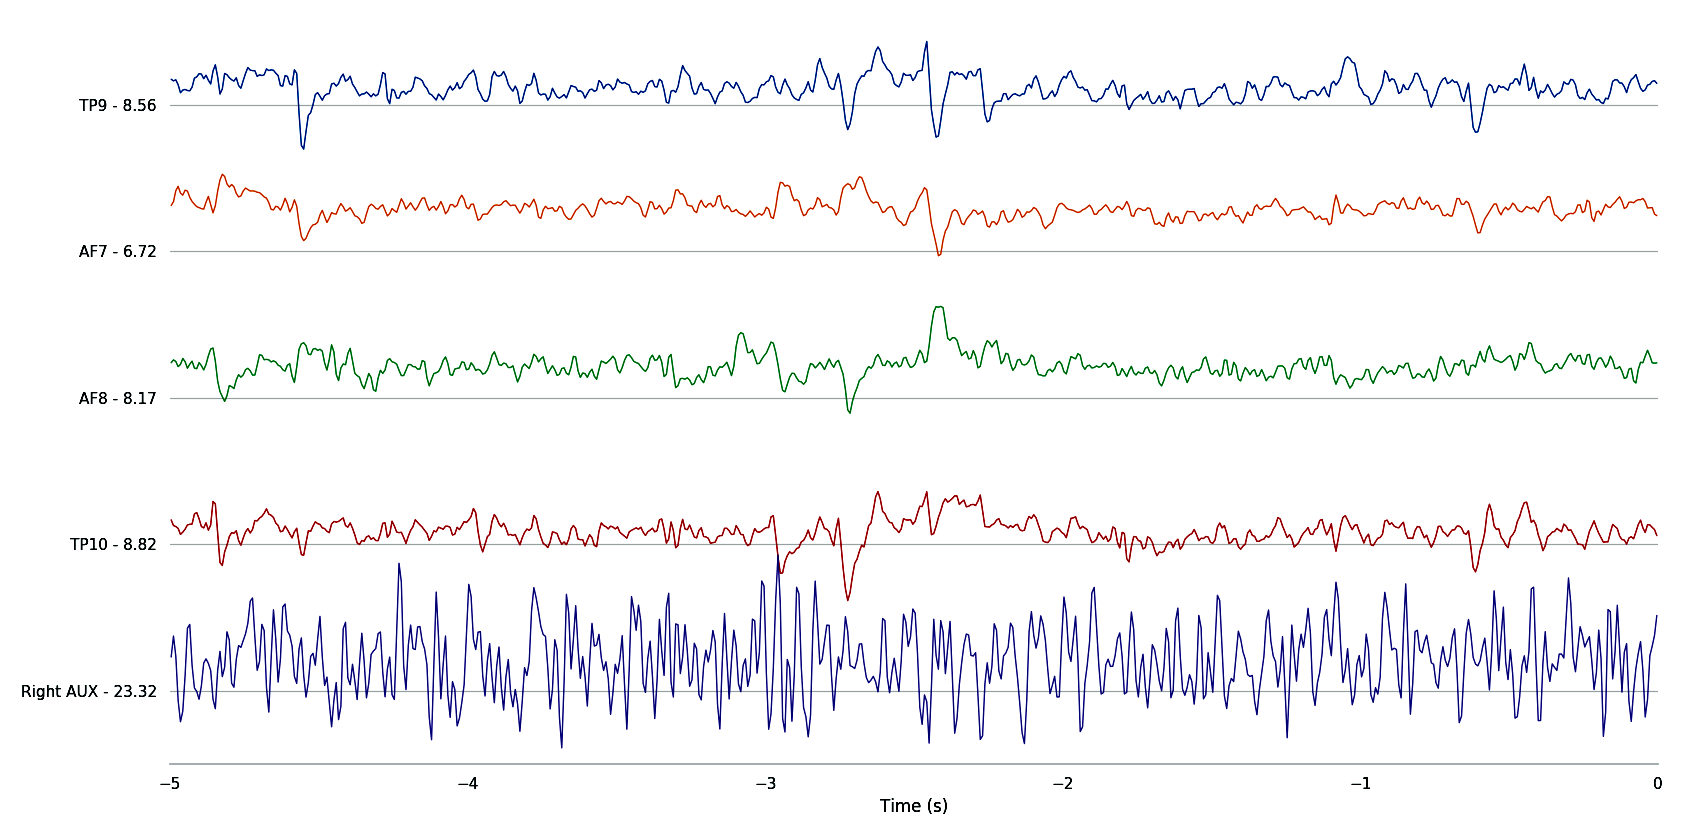 TP9 - 8.56
AF7 - 6.72
AF8 - 8.17
TP10 - 8.82
Right AUX - 23.32
−5 −4 −3 −2 −1 0
Time (s)